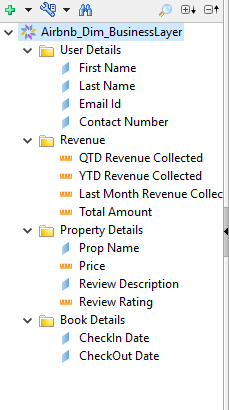 Airbnb_Dim_BusinessLayer
User Details
First Name
Last Name
Email Id
Contact Number
Revenue
QTD Revenue Collected
YTD Revenue Collected
Last Month Revenue Collec
Total Amount
Property Details
Prop Name
Price
Review Description
Review Rating
Book Details
CheckIn Date
CheckOut Date